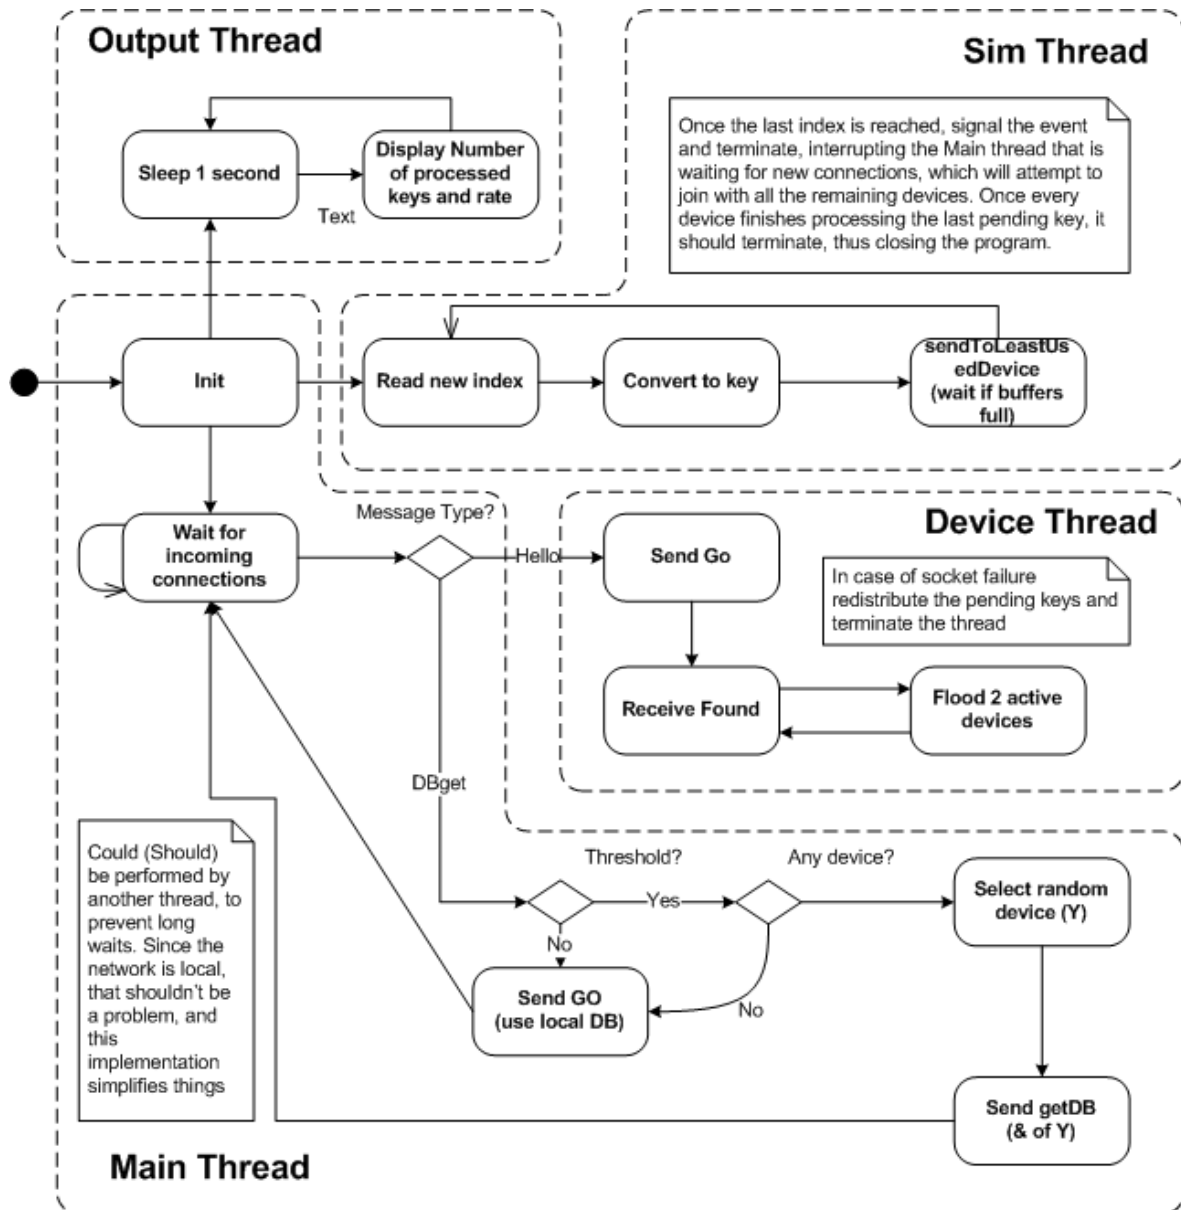 Output Thread
Sim Thread
Sleep 1 second
Display Number
of processed
keys and rate
Text
Once the last index is reached, signal the event
and terminate, interrupting the Main thread that is
waiting for new connections, which will attempt to
join with all the remaining devices. Once every
device finishes processing the last pending key, it
should terminate, thus closing the program.
Init
Read new index
Convert to key
sendToLeastUs
edDevice
(wait if buffers
full)
Wait for
incoming
connections
Message Type?
Hello
Device Thread
Send Go
In case of socket failure
redistribute the pending keys and
terminate the thread
Receive Found
Flood 2 active
devices
DBget
Could (Should)
be performed by
another thread, to
prevent long
waits. Since the
network is local,
that shouldn't be
a problem, and
this
implementation
simplifies things
Threshold?
Any device?
Yes
No
Select random
device (Y)
Send GO
(use local DB)
No
Send getDB
(& of Y)
Main Thread